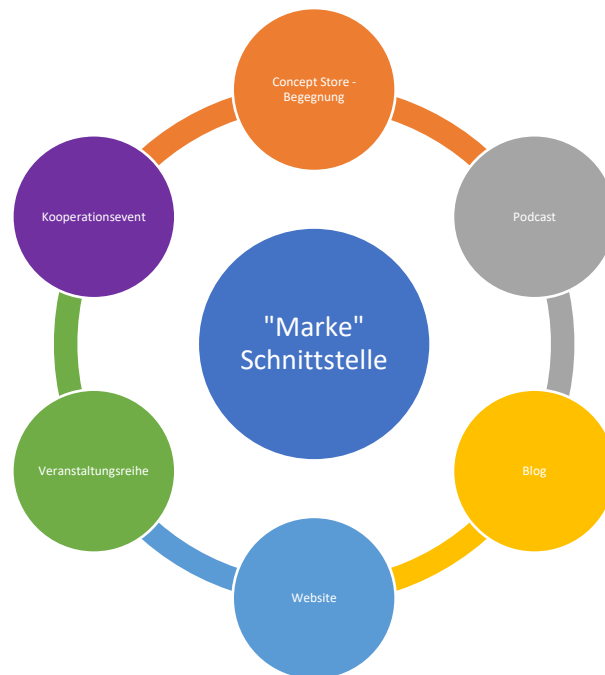 Concept Store -
Begegnung
Kooperationsevent
Podcast
"Marke"
Schnittstelle
Veranstaltungsreihe
Blog
Website